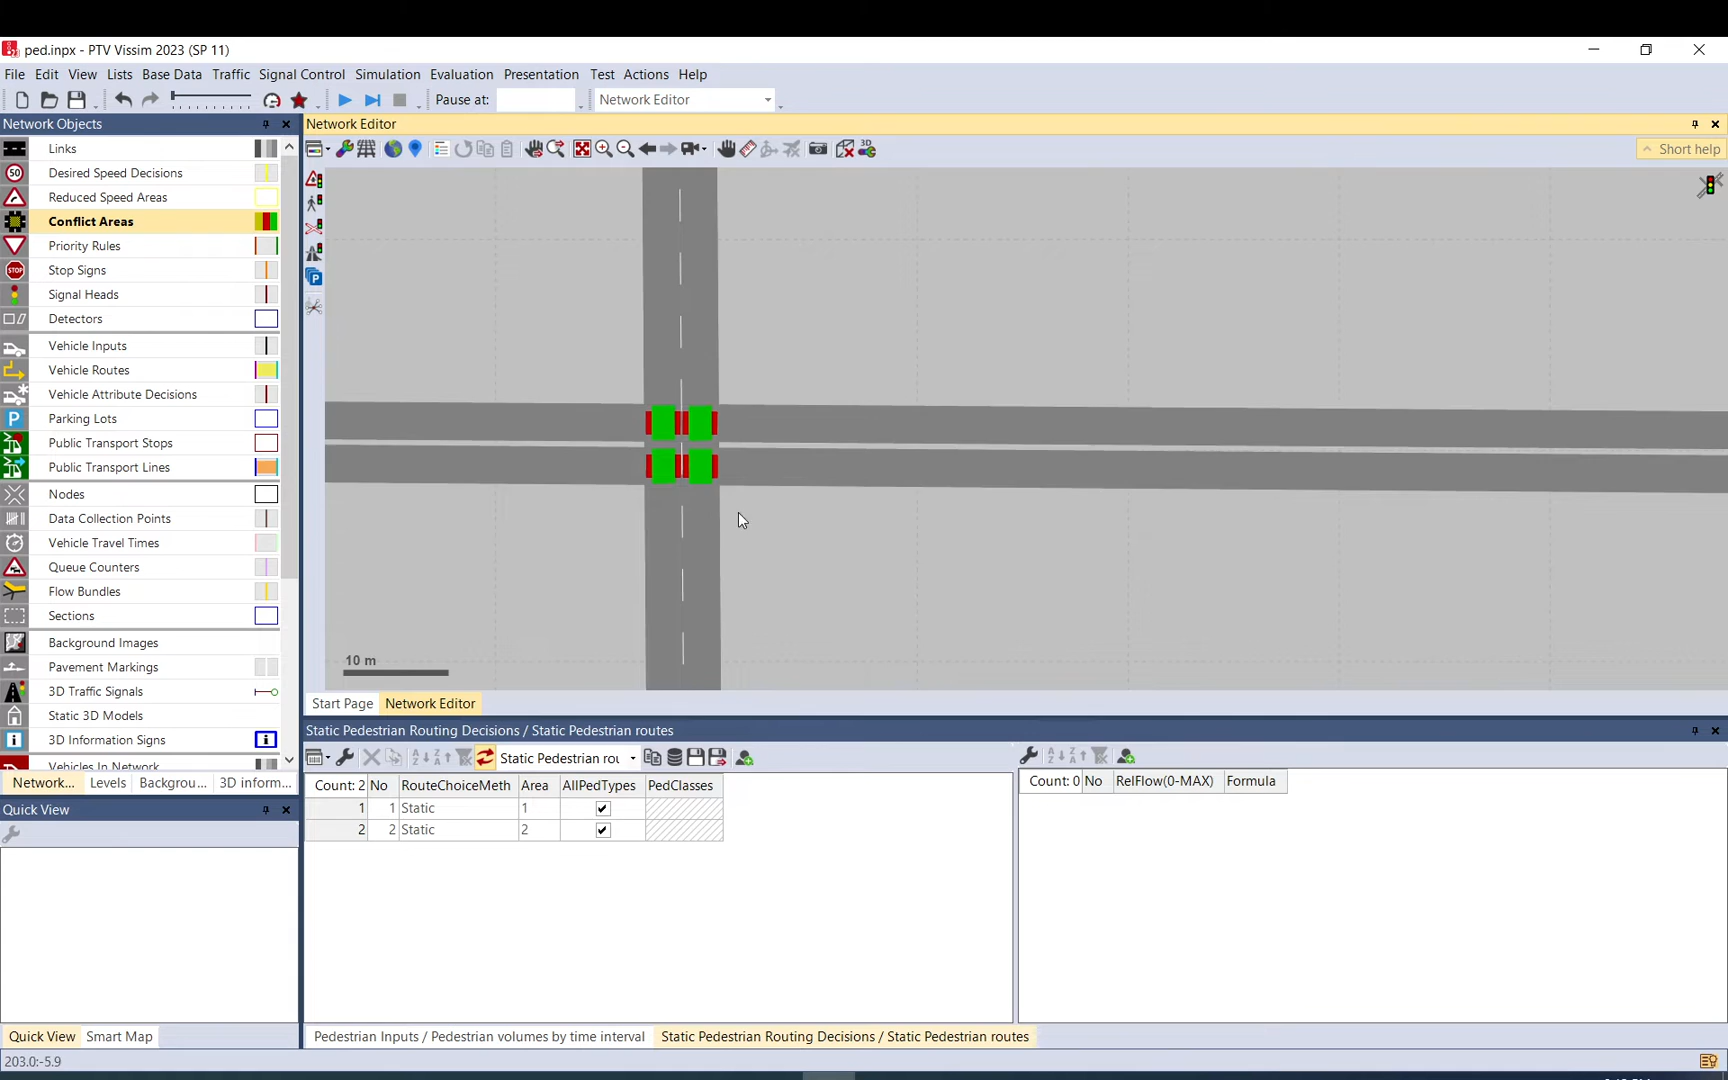 ped.inpx - PTV Vissim 2023 (SP 11)
File Edit View Lists Base Data Traffic Signal Control Simulation Evaluation Presentation Test Actions Help
Pause at: Network Editor
Network Objects
Network Editor
Links
Short help
Desired Speed Decisions
50
Reduced Speed Areas
Conflict Areas
Priority Rules
Stop Signs
STOP
Signal Heads
Detectors
Vehicle Inputs
Vehicle Routes
Vehicle Attribute Decisions
Parking Lots
Public Transport Stops
Public Transport Lines
Nodes
Data Collection Points
Vehicle Travel Times
Queue Counters
Flow Bundles
Sections
Background Images
Pavement Markings
3D Traffic Signals
Static 3D Models
3D Information Signs
Vehicles In Network
10 m
Start Page Network Editor
Static Pedestrian Routing Decisions / Static Pedestrian routes
Static Pedestrian rou
Network... Levels Backgrou... 3D inform...
Count: 2 No RouteChoiceMeth Area AllPedTypes PedClasses
1 1 Static 1
2 2 Static 2
Count: 0 No RelFlow(0-MAX) Formula
Quick View
Quick View Smart Map
Pedestrian Inputs / Pedestrian volumes by time interval Static Pedestrian Routing Decisions / Static Pedestrian routes
203.0:-5.9